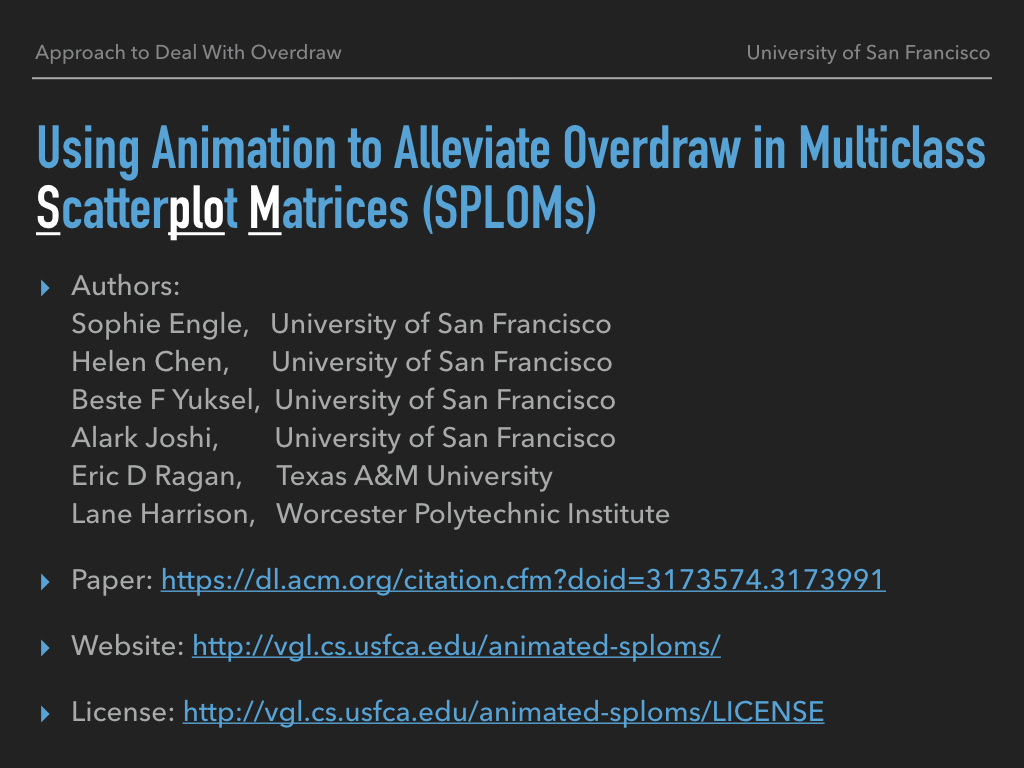 Approach to Deal With Overdraw University of San Francisco
Using Animation to Alleviate Overdraw in Multiclass
Scatterplot Matrices (SPLOMs)
Authors:
Sophie Engle, University of San Francisco
Helen Chen, University of San Francisco
Beste F Yuksel, University of San Francisco
Alark Joshi, University of San Francisco
Eric D Ragan, Texas A&M University
Lane Harrison, Worcester Polytechnic Institute
Paper: https://dl.acm.org/citation.cfm?doid=3173574.3173991
Website: http://vgl.cs.usfca.edu/animated-sploms/
License: http://vgl.cs.usfca.edu/animated-sploms/LICENSE